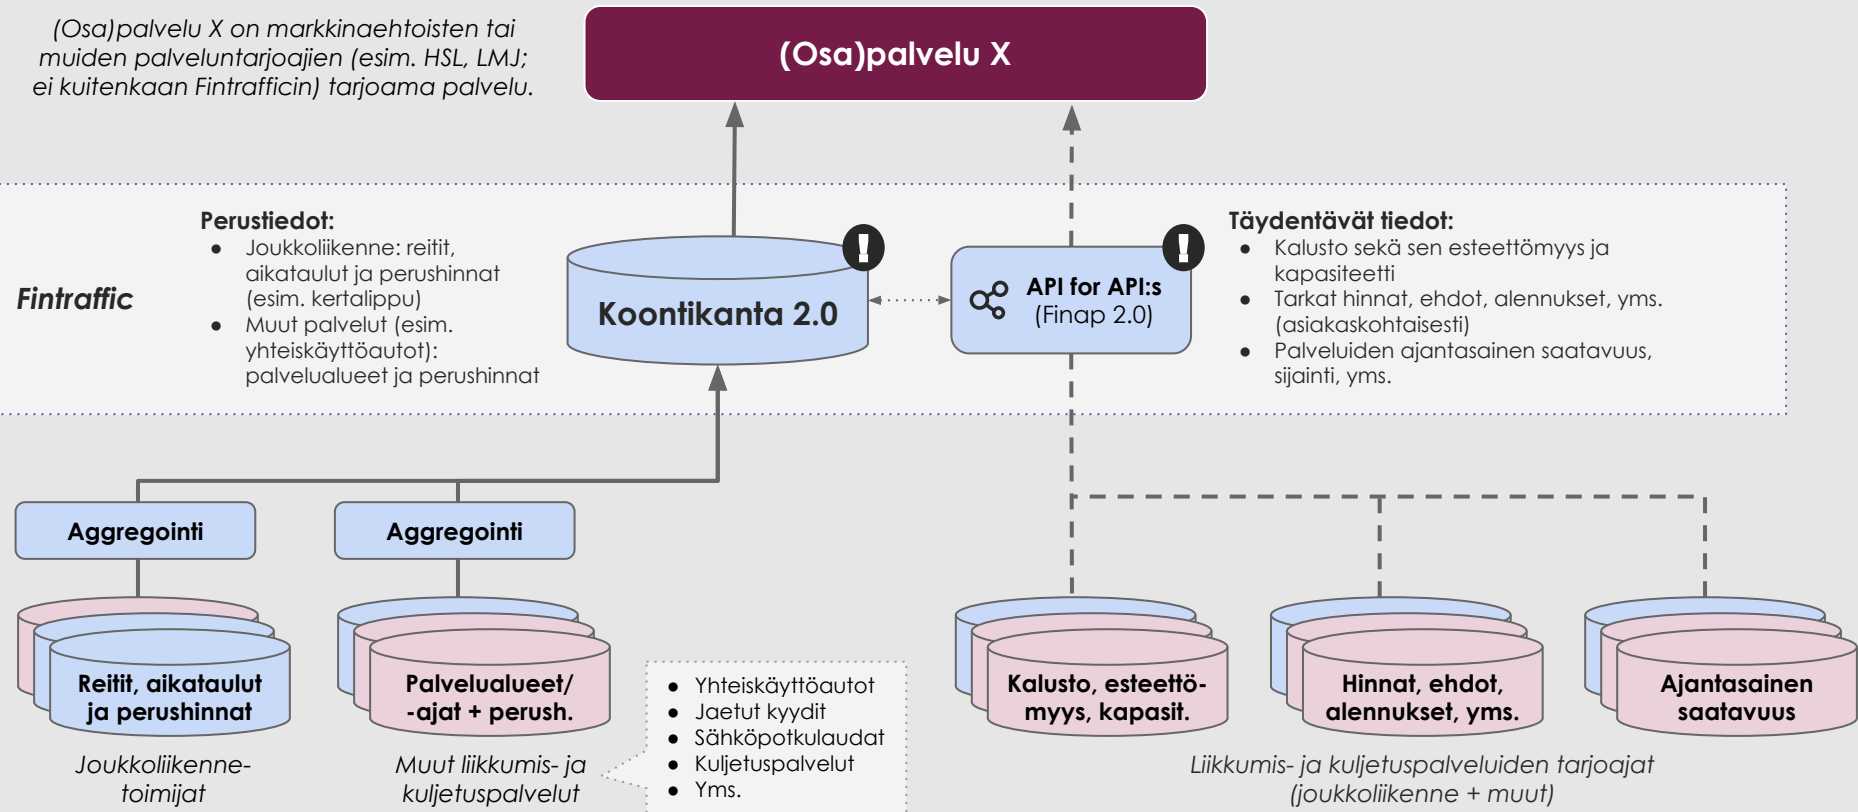 (Osa)palvelu X on markkinaehtoisten tai
muiden palveluntarjoajien (esim. HSL, LMJ;
ei kuitenkaan Fintrafficin) tarjoama palvelu.
(Osa)palvelu X
Fintraffic
Perustiedot:
● Joukkoliikenne: reitit,
aikataulut ja perushinnat
(esim. kertalippu)
● Muut palvelut (esim.
yhteiskäyttöautot):
palvelualueet ja perushinnat
Koontikanta 2.0
!
API for API:s
(Finap 2.0)
!
Täydentävät tiedot:
● Kalusto sekä sen esteettömyys ja
kapasiteetti
● Tarkat hinnat, ehdot, alennukset, yms.
(asiakaskohtaisesti)
● Palveluiden ajantasainen saatavuus,
sijainti, yms.
Aggregointi
Aggregointi
Reitit, aikataulut
ja perushinnat
Joukkoliikenne-
toimijat
Palvelualueet/
-ajat + perush.
Muut liikkumis- ja
kuljetuspalvelut
● Yhteiskäyttöautot
● Jaetut kyydit
● Sähköpotkulaudat
● Kuljetuspalvelut
● Yms.
Kalusto, esteettö-
myys, kapasit.
Hinnat, ehdot,
alennukset, yms.
Ajantasainen
saatavuus
Liikkumis- ja kuljetuspalveluiden tarjoajat
(joukkoliikenne + muut)